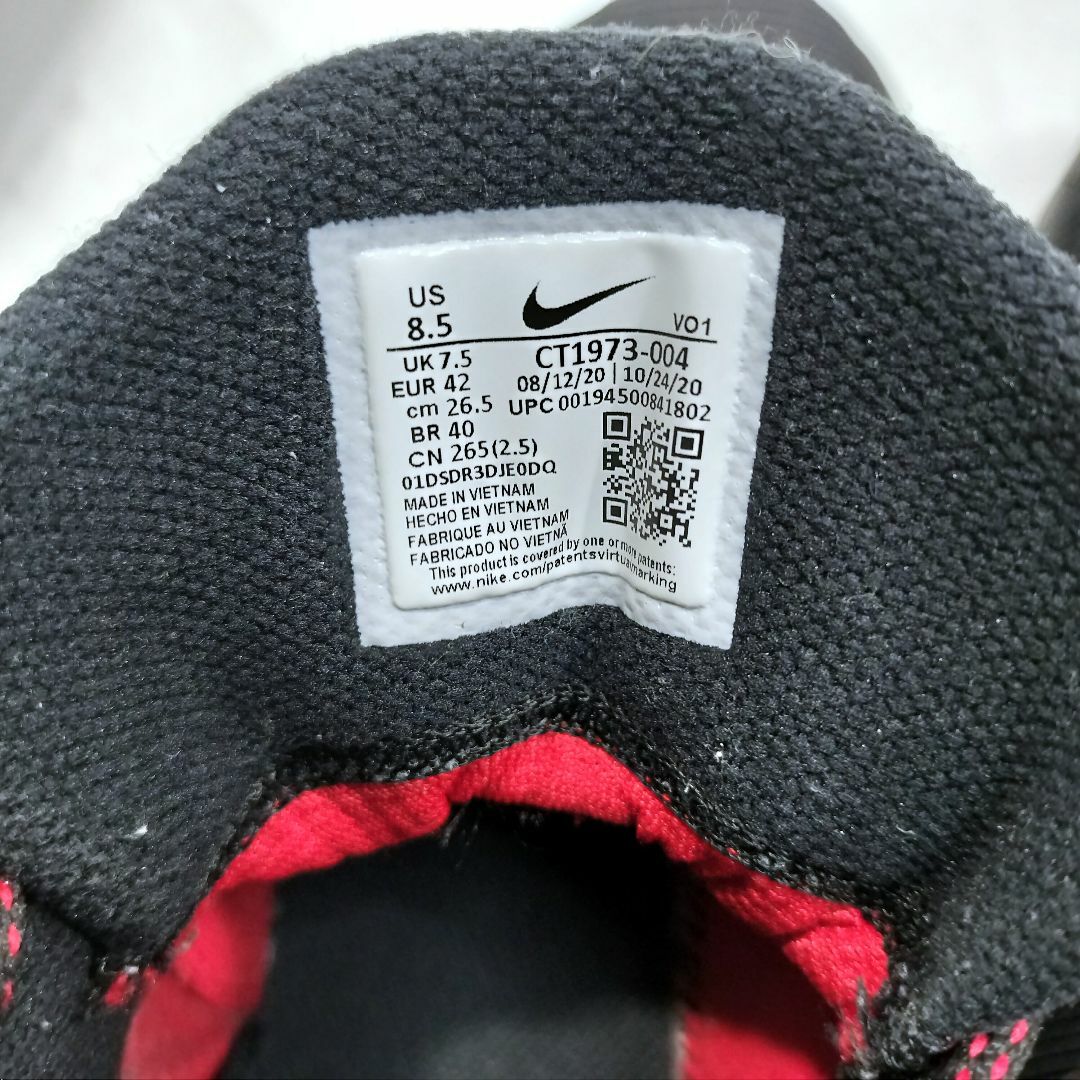 US
8.5
VO1
UK 7.5
CT1973-004
EUR 42
08/12/20 | 10/24/20
cm 26.5
UPC 00194500841802
BR 40
CN 265(2.5)
01DSDR3DJE0DQ
MADE IN VIETNAM
HECHO EN VIETNAM
FABRIQUE AU VIETNAM
FABRICADO NO VIETNÃ
This product is covered by one or more patents:
www.nike.com/patentsvirtualmarking